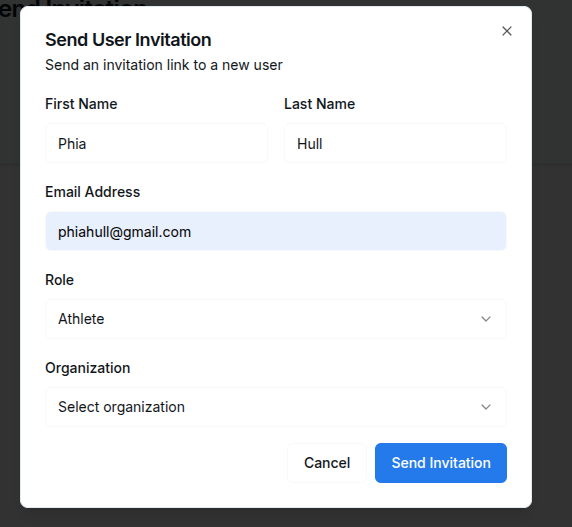 end Invitation
Send User Invitation
Send an invitation link to a new user
First Name
Last Name
Phia
Hull
Email Address
phiahull@gmail.com
Role
Athlete
Organization
Select organization
Cancel
Send Invitation